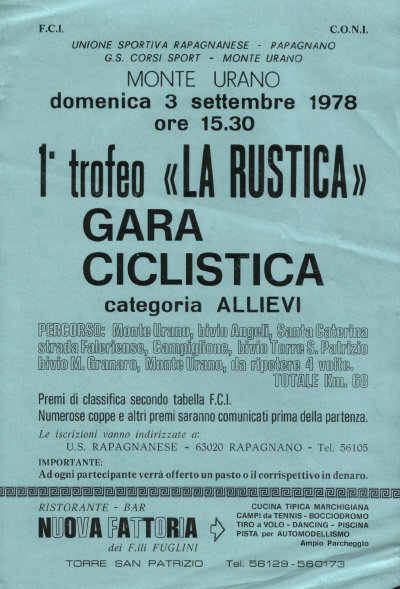 F.C.I. C.O.N.I.
UNIONE SPORTIVA RAPAGNANESE - RAPAGNANO
G.S. CORSI SPORT - MONTE URANO
MONTE URANO
domenica 3 settembre 1978
ore 15.30
1° trofeo «LA RUSTICA»
GARA
CICLISTICA
categoria ALLIEVI
PERCORSO: Monte Urano, bivio Angeli, Santa Caterina
strada Faleriense, Campiglione, bivio Torre S. Patrizio
bivio M. Granaro, Monte Urano, da ripetere 4 volte.
TOTALE Km. 68
Premi di classifica secondo tabella F.C.I.
Numerose coppe e altri premi saranno comunicati prima della partenza.
Le iscrizioni vanno indirizzate a:
U.S. RAPAGNANESE - 63020 RAPAGNANO - Tel. 56105
IMPORTANTE:
Ad ogni partecipante verrà offerto un pasto o il corrispettivo in denaro.
RISTORANTE - BAR
NUOVA FATTORIA
dei F.lli FUGLINI
CUCINA TIPICA MARCHIGIANA
CAMPI da TENNIS - BOCCIODROMO
TIRO a VOLO - DANCING - PISCINA
PISTA per AUTOMODELLISMO
Ampio Parcheggio
TORRE SAN PATRIZIO Tel. 56129-560173